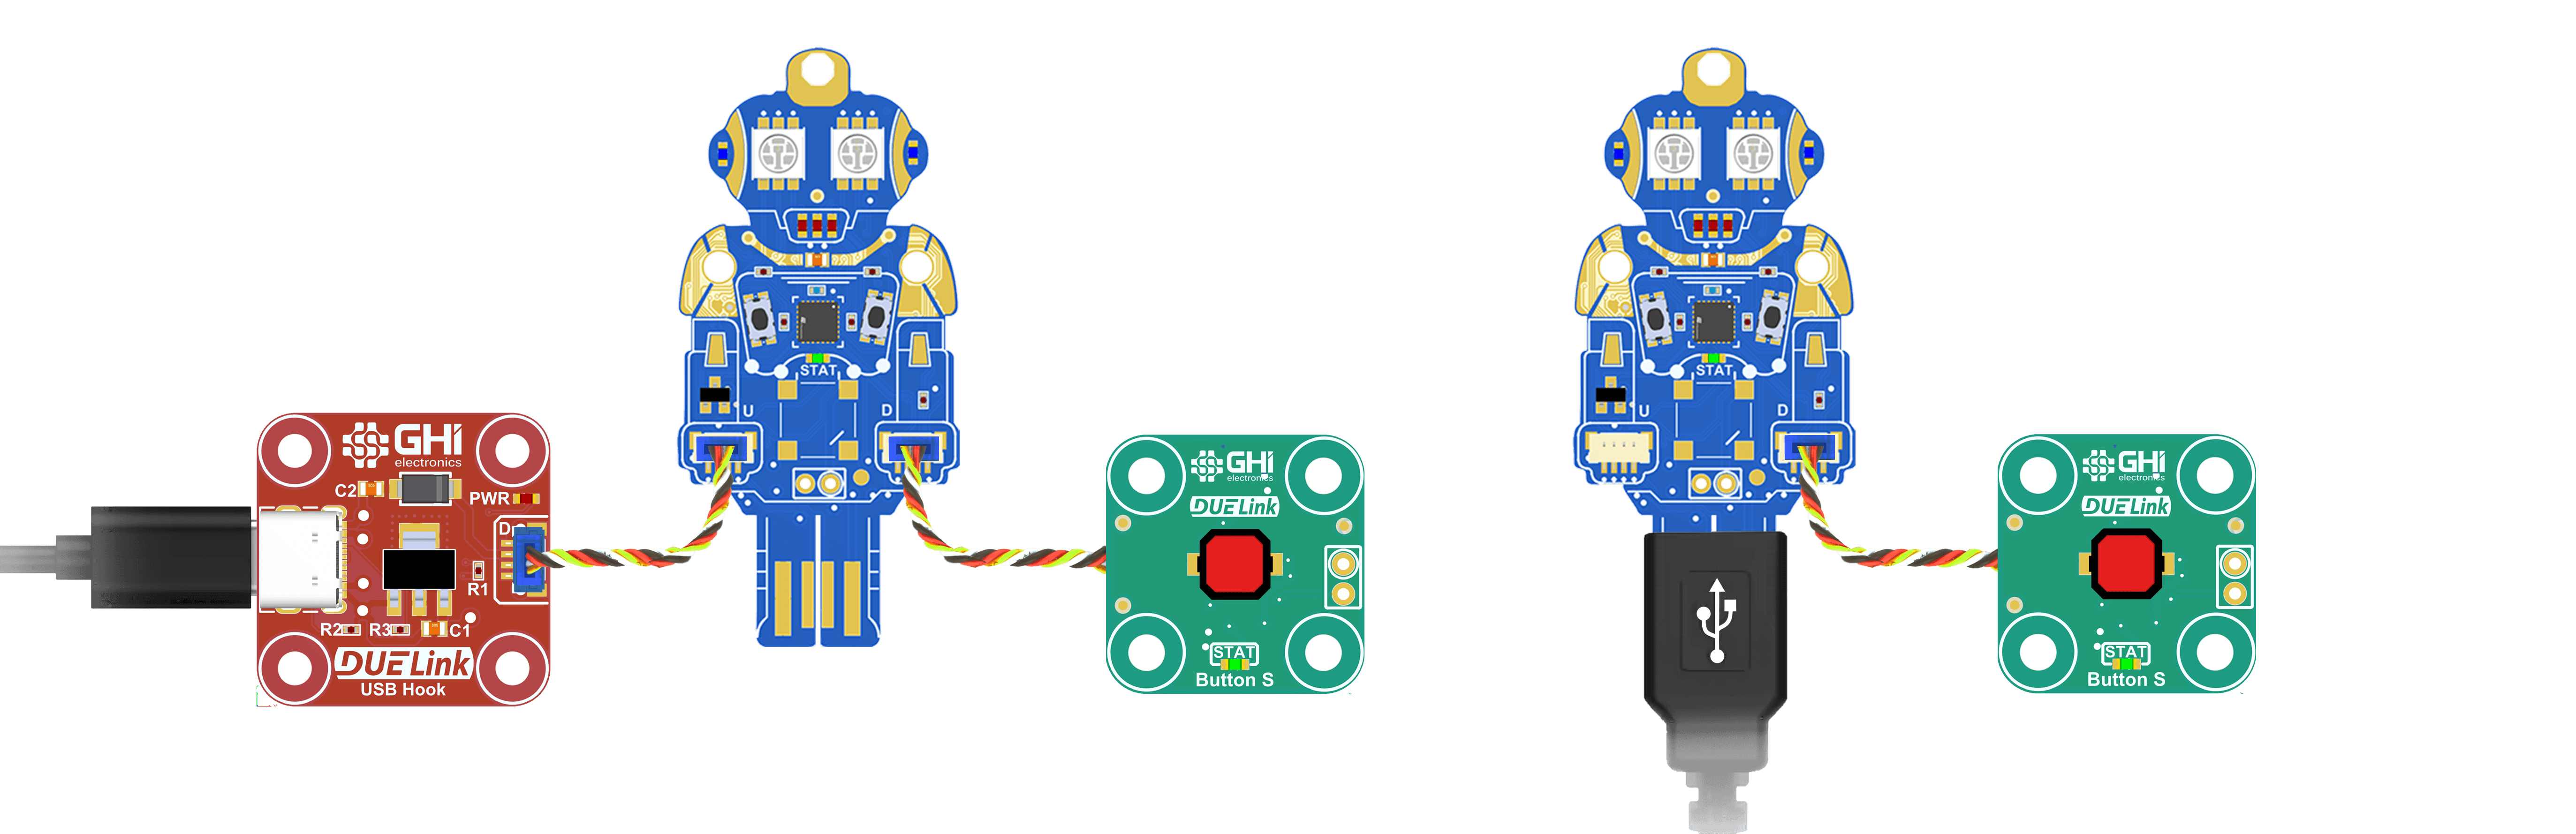 GHI
electronics
C2
PWR
D
R1
R2
R3
C1
DUELink
USB Hook
STAT
U
D
GHI
electronics
DUELink
STAT
Button S
STAT
U
D
GHI
electronics
DUELink
STAT
Button S